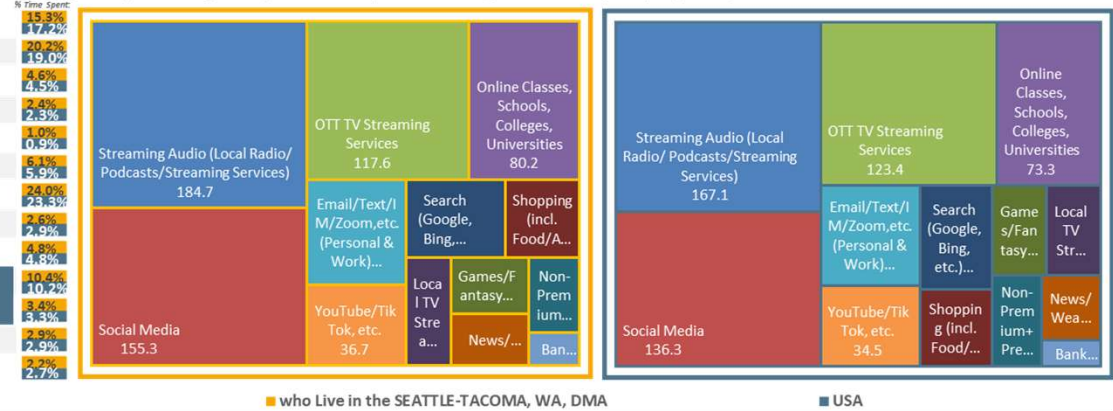 % Time Spent:
15.3%
17.2%
20.2%
19.0%
4.6%
4.5%
2.4%
2.3%
1.0%
0.9%
6.1%
5.9%
24.0%
23.3%
2.6%
2.9%
4.8%
4.8%
10.4%
10.2%
3.4%
3.3%
2.9%
2.9%
2.2%
2.7%
Streaming Audio (Local Radio/
Podcasts/Streaming Services)
184.7
Social Media
155.3
OTT TV Streaming
Services
117.6
Online Classes,
Schools,
Colleges,
Universities
80.2
Email/Text/I
M/Zoom,etc.
(Personal &
Work)...
YouTube/Tik
Tok, etc.
36.7
Search
(Google,
Bing,...
Shopping
(incl.
Food/A...
Loca
l TV
Stre
a...
Games/F
antasy...
News/...
Non-
Prem
ium...
Ban...
Streaming Audio (Local
Radio/ Podcasts/Streaming
Services)
167.1
Social Media
136.3
OTT TV Streaming
Services
123.4
Online
Classes,
Schools,
Colleges,
Universities
73.3
Email/Text/I
M/Zoom,etc.
(Personal &
Work)...
YouTube/Tik
Tok, etc.
34.5
Search
(Google,
Bing,
etc.)...
Shoppin
g (incl.
Food/...
Game
s/Fan
tasy...
Local
TV
Str...
Non-
Prem
ium+
Pre...
News/
Wea...
Bank...
who Live in the SEATTLE-TACOMA, WA, DMA
USA